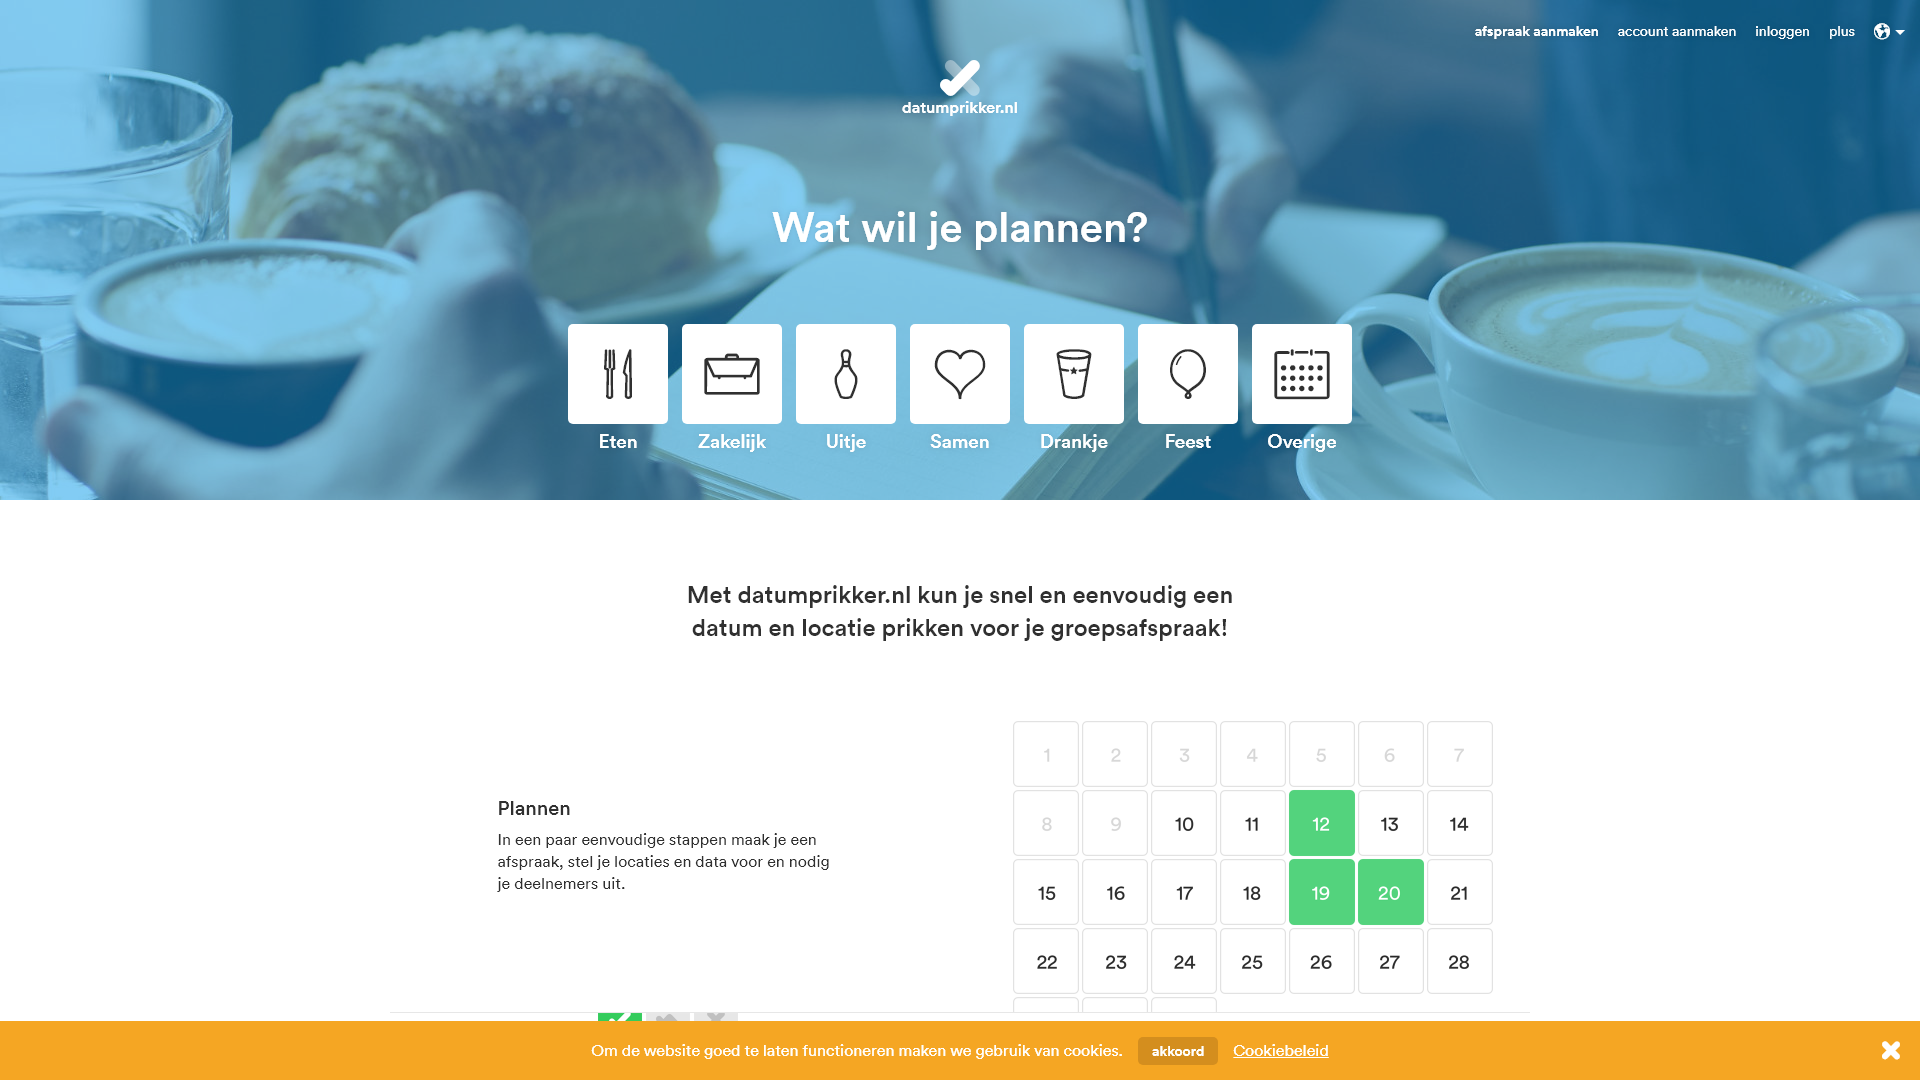 afspraak aanmaken account aanmaken inloggen plus
datumprikker.nl
Wat wil je plannen?
Eten Zakelijk Uitje Samen Drankje Feest Overige
Met datumprikker.nl kun je snel en eenvoudig een
datum en locatie prikken voor je groepsafspraak!
Plannen
In een paar eenvoudige stappen maak je een
afspraak, stel je locaties en data voor en nodig
je deelnemers uit.
1 2 3 4 5 6 7
8 9 10 11 12 13 14
15 16 17 18 19 20 21
22 23 24 25 26 27 28
Om de website goed te laten functioneren maken we gebruik van cookies. akkoord Cookiebeleid